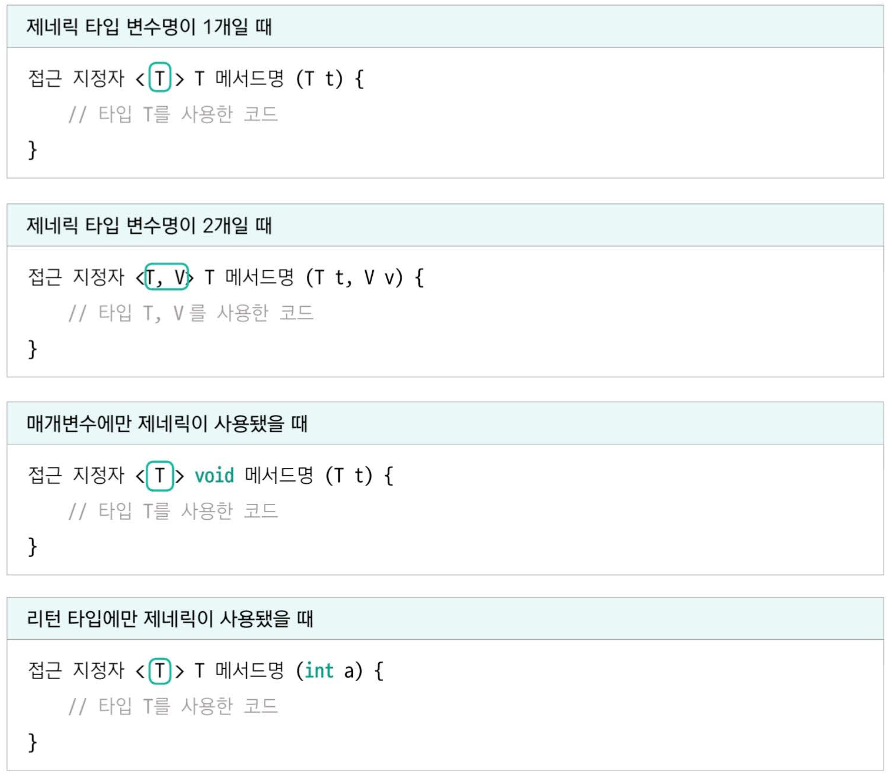 제네릭 타입 변수명이 1개일 때
접근 지정자 <T> T 메서드명 (T t) {
// 타입 T를 사용한 코드
}
제네릭 타입 변수명이 2개일 때
접근 지정자 <T, V> T 메서드명 (T t, V v) {
// 타입 T, V를 사용한 코드
}
매개변수에만 제네릭이 사용됐을 때
접근 지정자 <T> void 메서드명 (T t) {
// 타입 T를 사용한 코드
}
리턴 타입에만 제네릭이 사용됐을 때
접근 지정자 <T> T 메서드명 (int a) {
// 타입 T를 사용한 코드
}